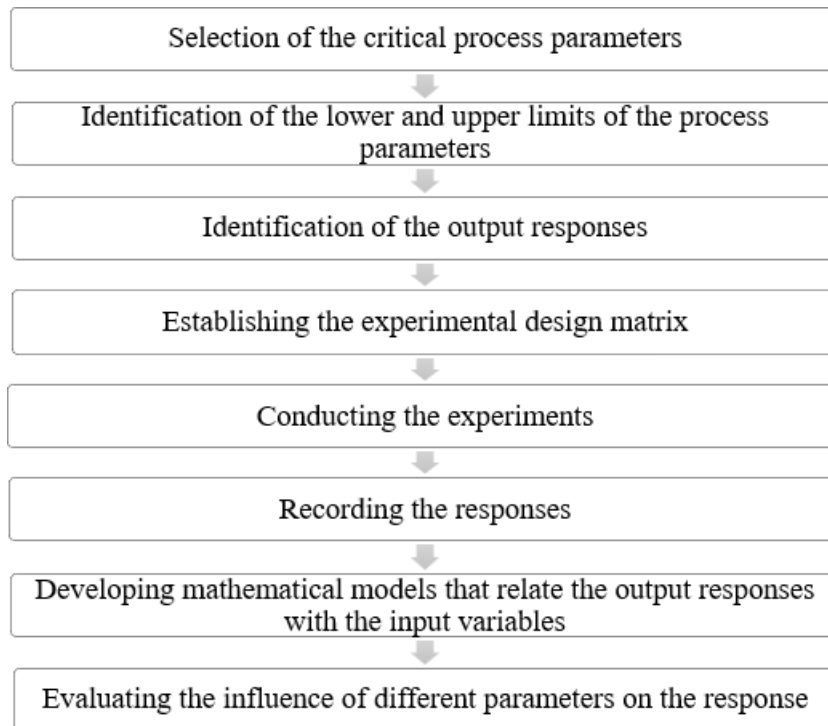 Selection of the critical process parameters
Identification of the lower and upper limits of the process
parameters
Identification of the output responses
Establishing the experimental design matrix
Conducting the experiments
Recording the responses
Developing mathematical models that relate the output responses
with the input variables
Evaluating the influence of different parameters on the response